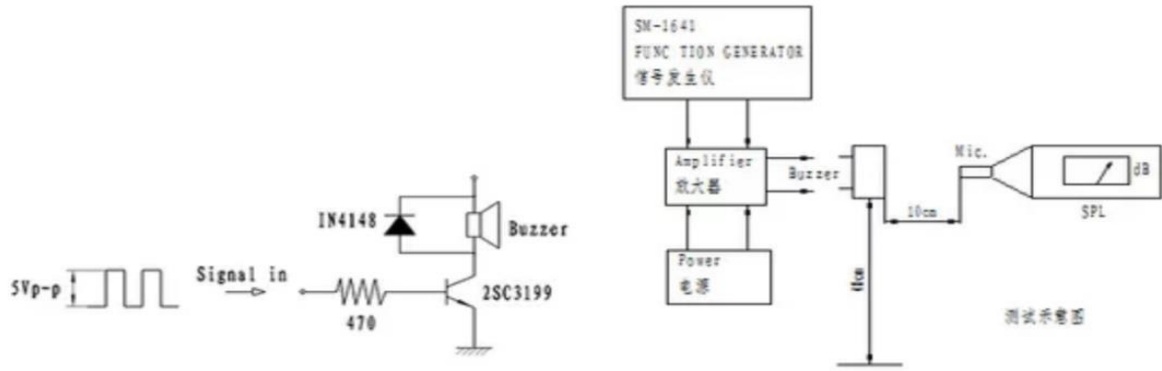 IN4148
Buzzer
5Vp-p
Signal in
470
2SC3199
SM-1641
FUNC TION GENERATOR
信号发生仪
Amplifier
放大器
Buzzer
Mic.
dB
SPL
10cm
Power
电源
测试示意图